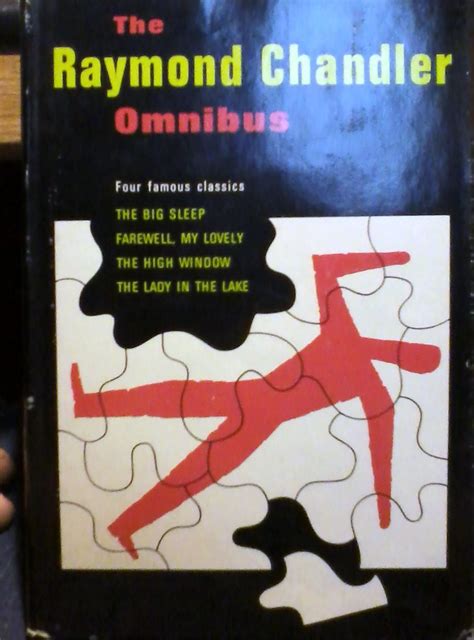 The
Raymond Chandler
Omnibus
Four famous classics
THE BIG SLEEP
FAREWELL, MY LOVELY
THE HIGH WINDOW
THE LADY IN THE LAKE